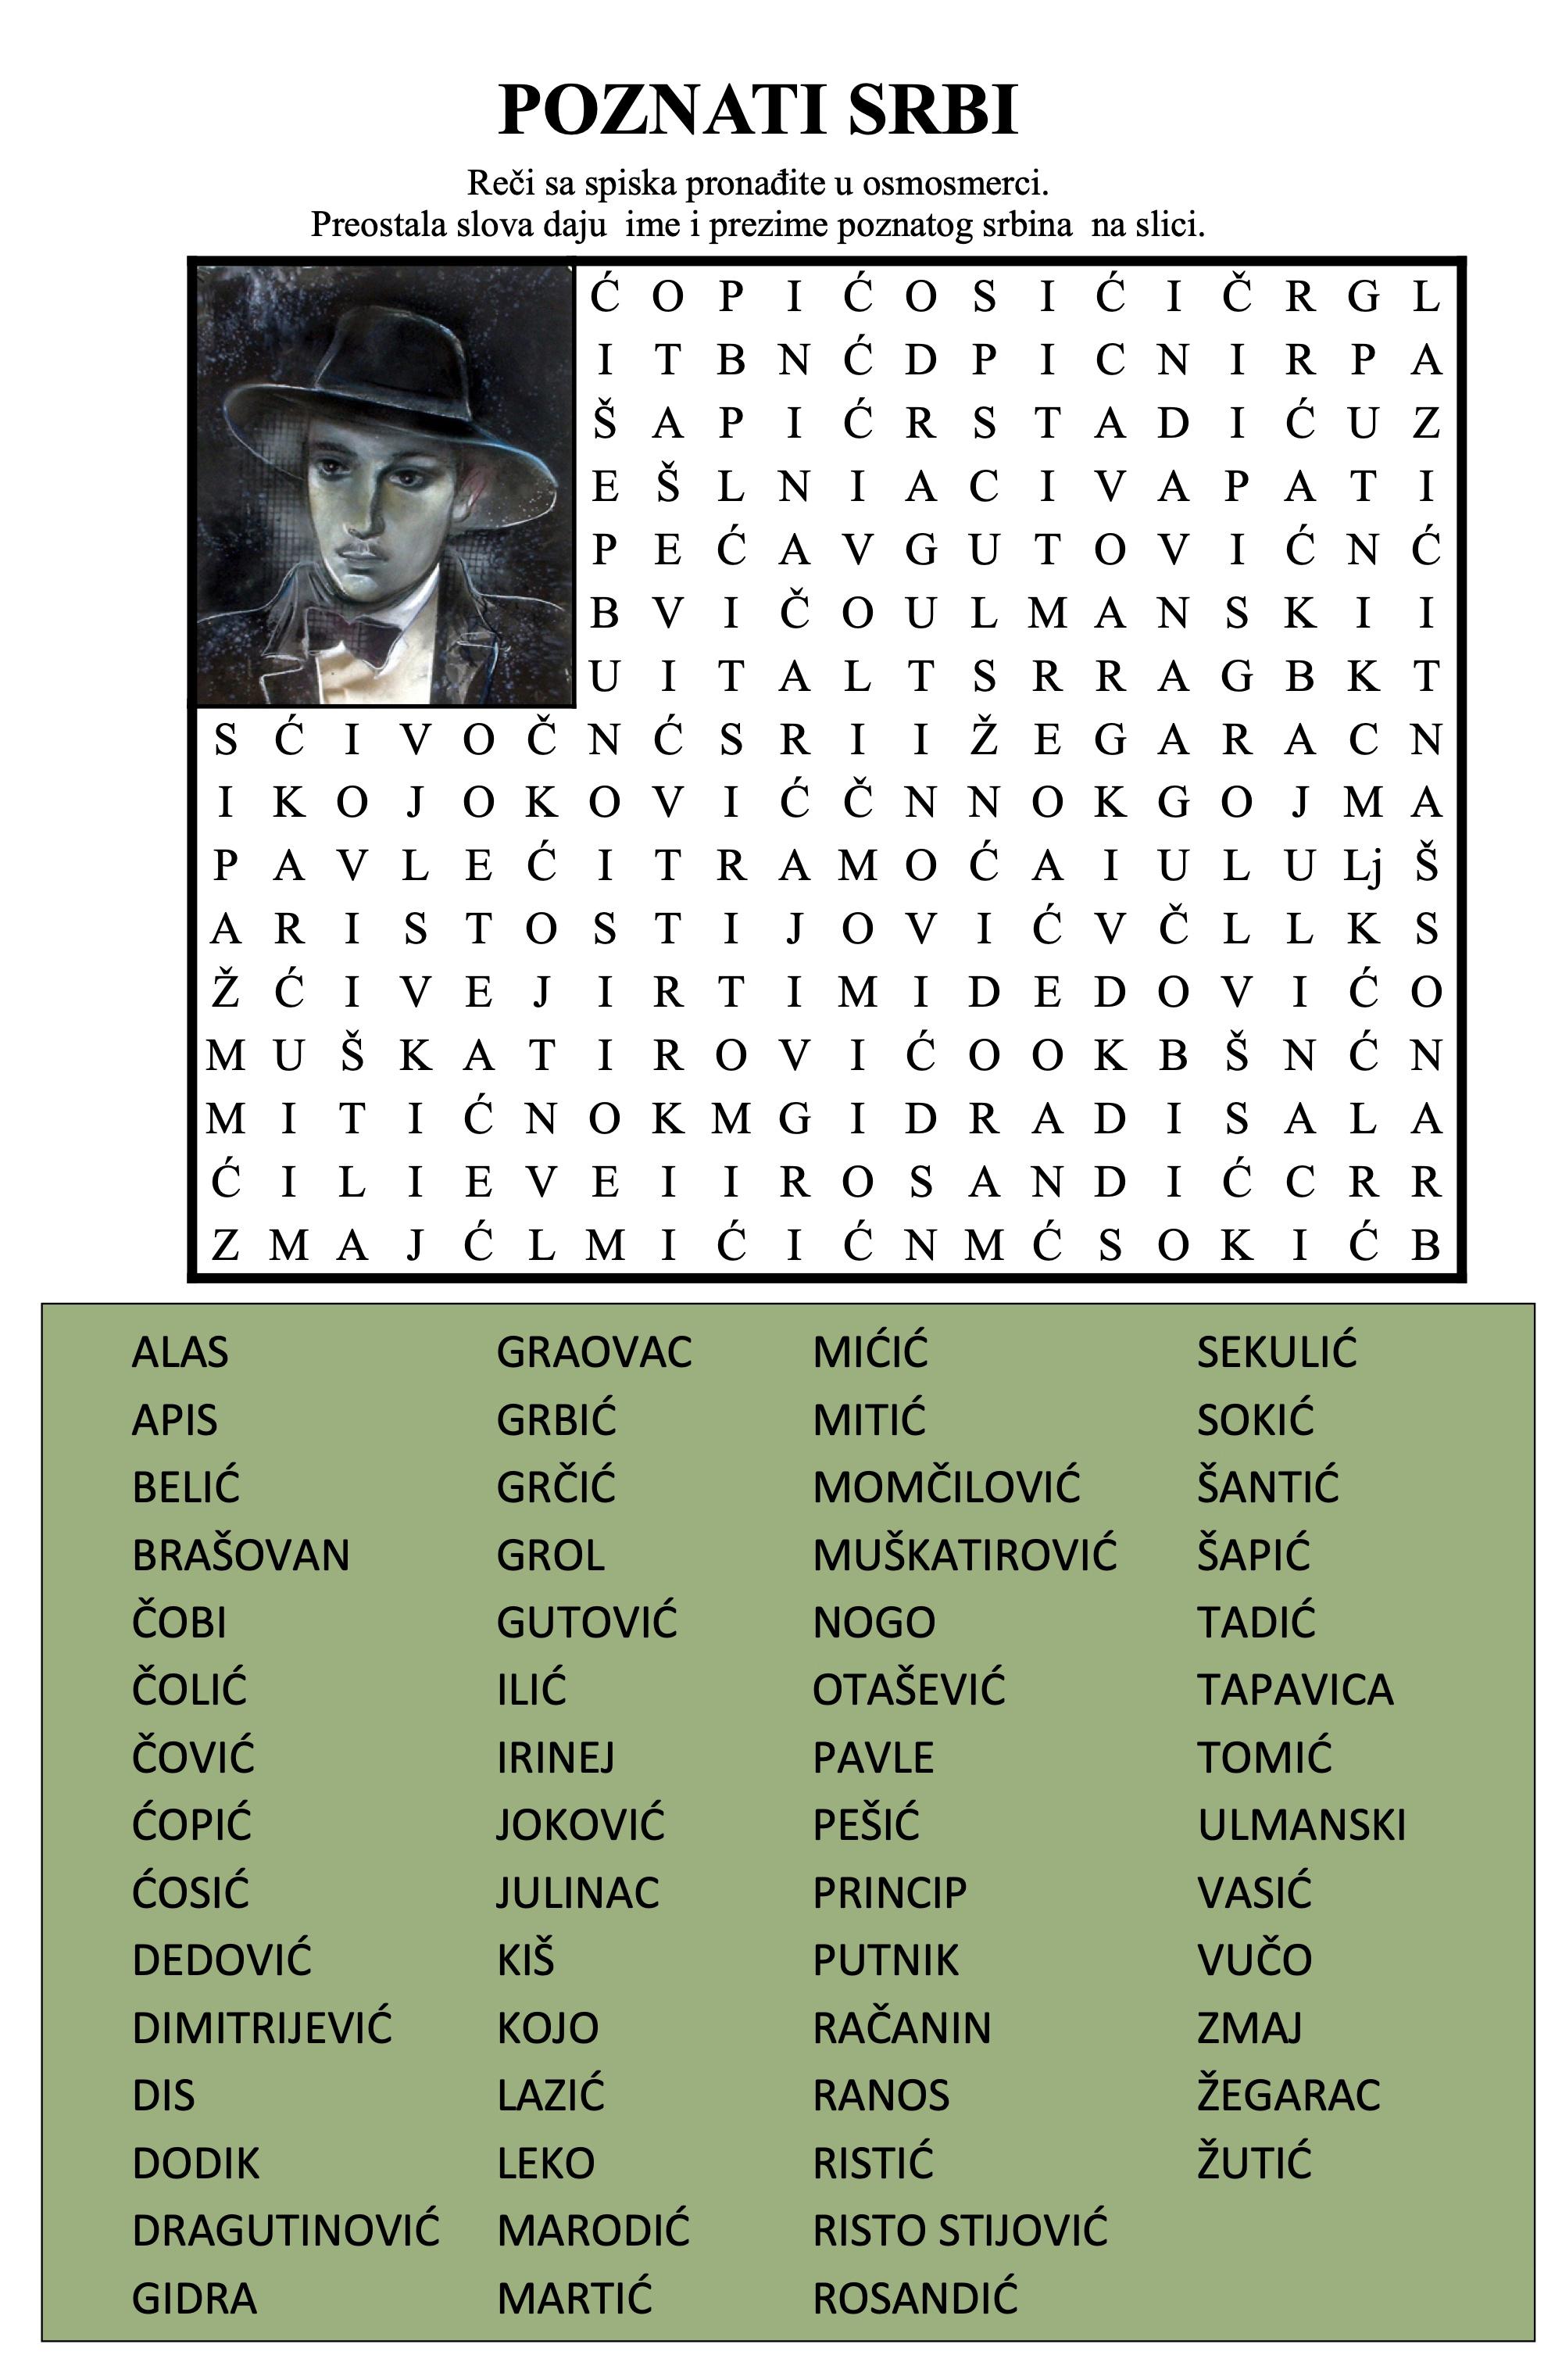 POZNATI SRBI
Reči sa spiska pronađite u osmosmerci.
Preostala slova daju ime i prezime poznatog srbina na slici.
Ć O P I Ć O S I Ć I Č R G L
I T B N Ć D P I C N I R P A
Š A P I Ć R S T A D I Ć U Z
E Š L N I A C I V A P A T I
P E Ć A V G U T O V I Ć N Ć
B V I Č O U L M A N S K I I
U I T A L T S R R A G B K T
S Ć I V O Č N Ć S R I I Ž E G A R A C N
I K O J O K O V I Ć Č N N O K G O J M A
P A V L E Ć I T R A M O Ć A I U L U Lj Š
A R I S T O S T I J O V I Ć V Č L L K S
Ž Ć I V E J I R T I M I D E D O V I Ć O
M U Š K A T I R O V I Ć O O K B Š N Ć N
M I T I Ć N O K M G I D R A D I S A L A
Ć I L I E V E I I R O S A N D I Ć C R R
Z M A J Ć L M I Ć I Ć N M Ć S O K I Ć B
ALAS GRAOVAC MIĆIĆ SEKULIĆ
APIS GRBIĆ MITIĆ SOKIĆ
BELIĆ GRČIĆ MOMČILOVIĆ ŠANTIĆ
BRAŠOVAN GROL MUŠKATIROVIĆ ŠAPIĆ
ČOBI GUTOVIĆ NOGO TADIĆ
ČOLIĆ ILIĆ OTAŠEVIĆ TAPAVICA
ČOVIĆ IRINEJ PAVLE TOMIĆ
ĆOPIĆ JOKOVIĆ PEŠIĆ ULMANSKI
ĆOSIĆ JULINAC PRINCIP VASIĆ
DEDOVIĆ KIŠ PUTNIK VUČO
DIMITRIJEVIĆ KOJO RAČANIN ZMAJ
DIS LAZIĆ RANOS ŽEGARAC
DODIK LEKO RISTIĆ ŽUTIĆ
DRAGUTINOVIĆ MARODIĆ RISTO STIJOVIĆ
GIDRA MARTIĆ ROSANDIĆ